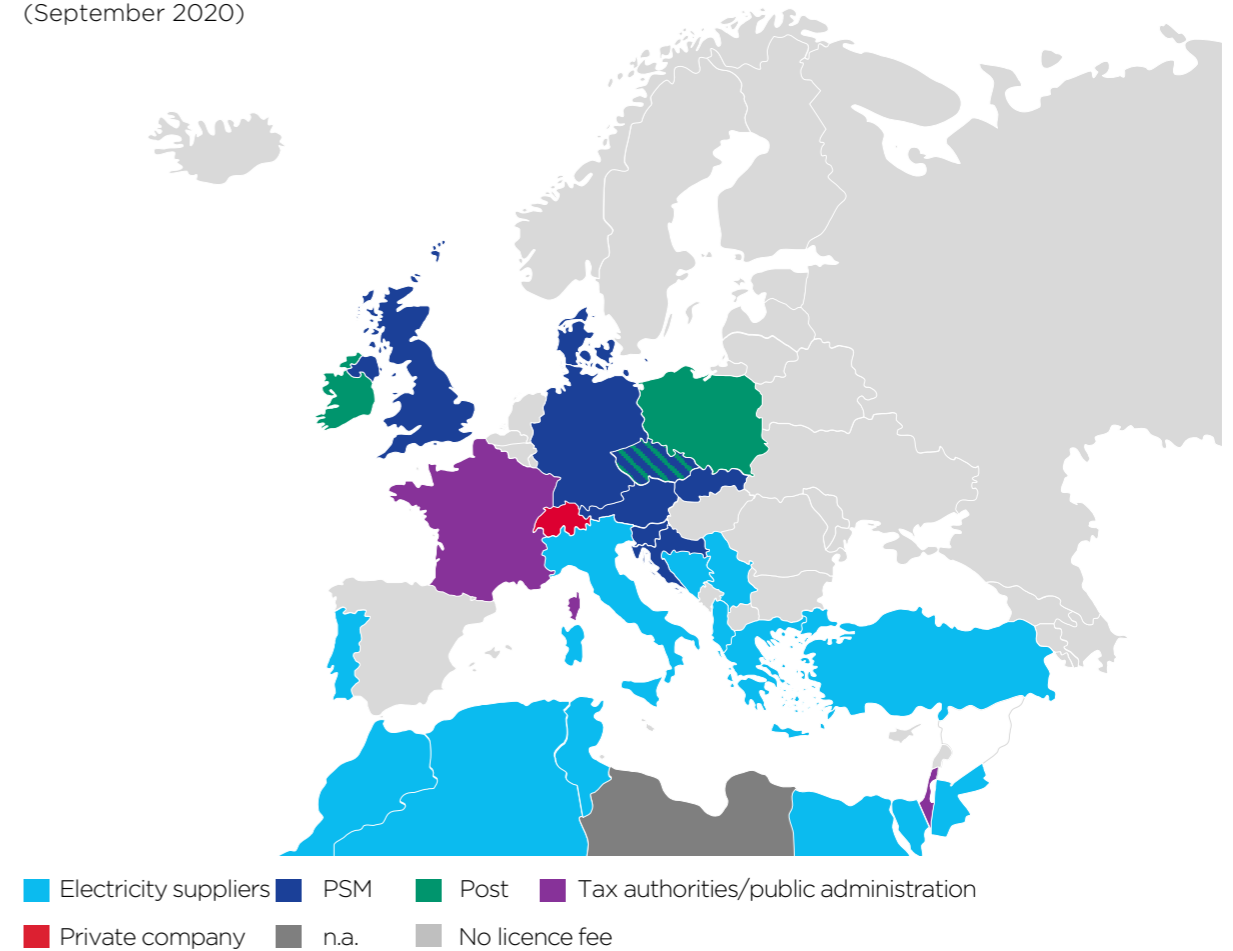 (September 2020)
Electricity suppliers PSM Post Tax authorities/public administration
Private company n.a. No licence fee